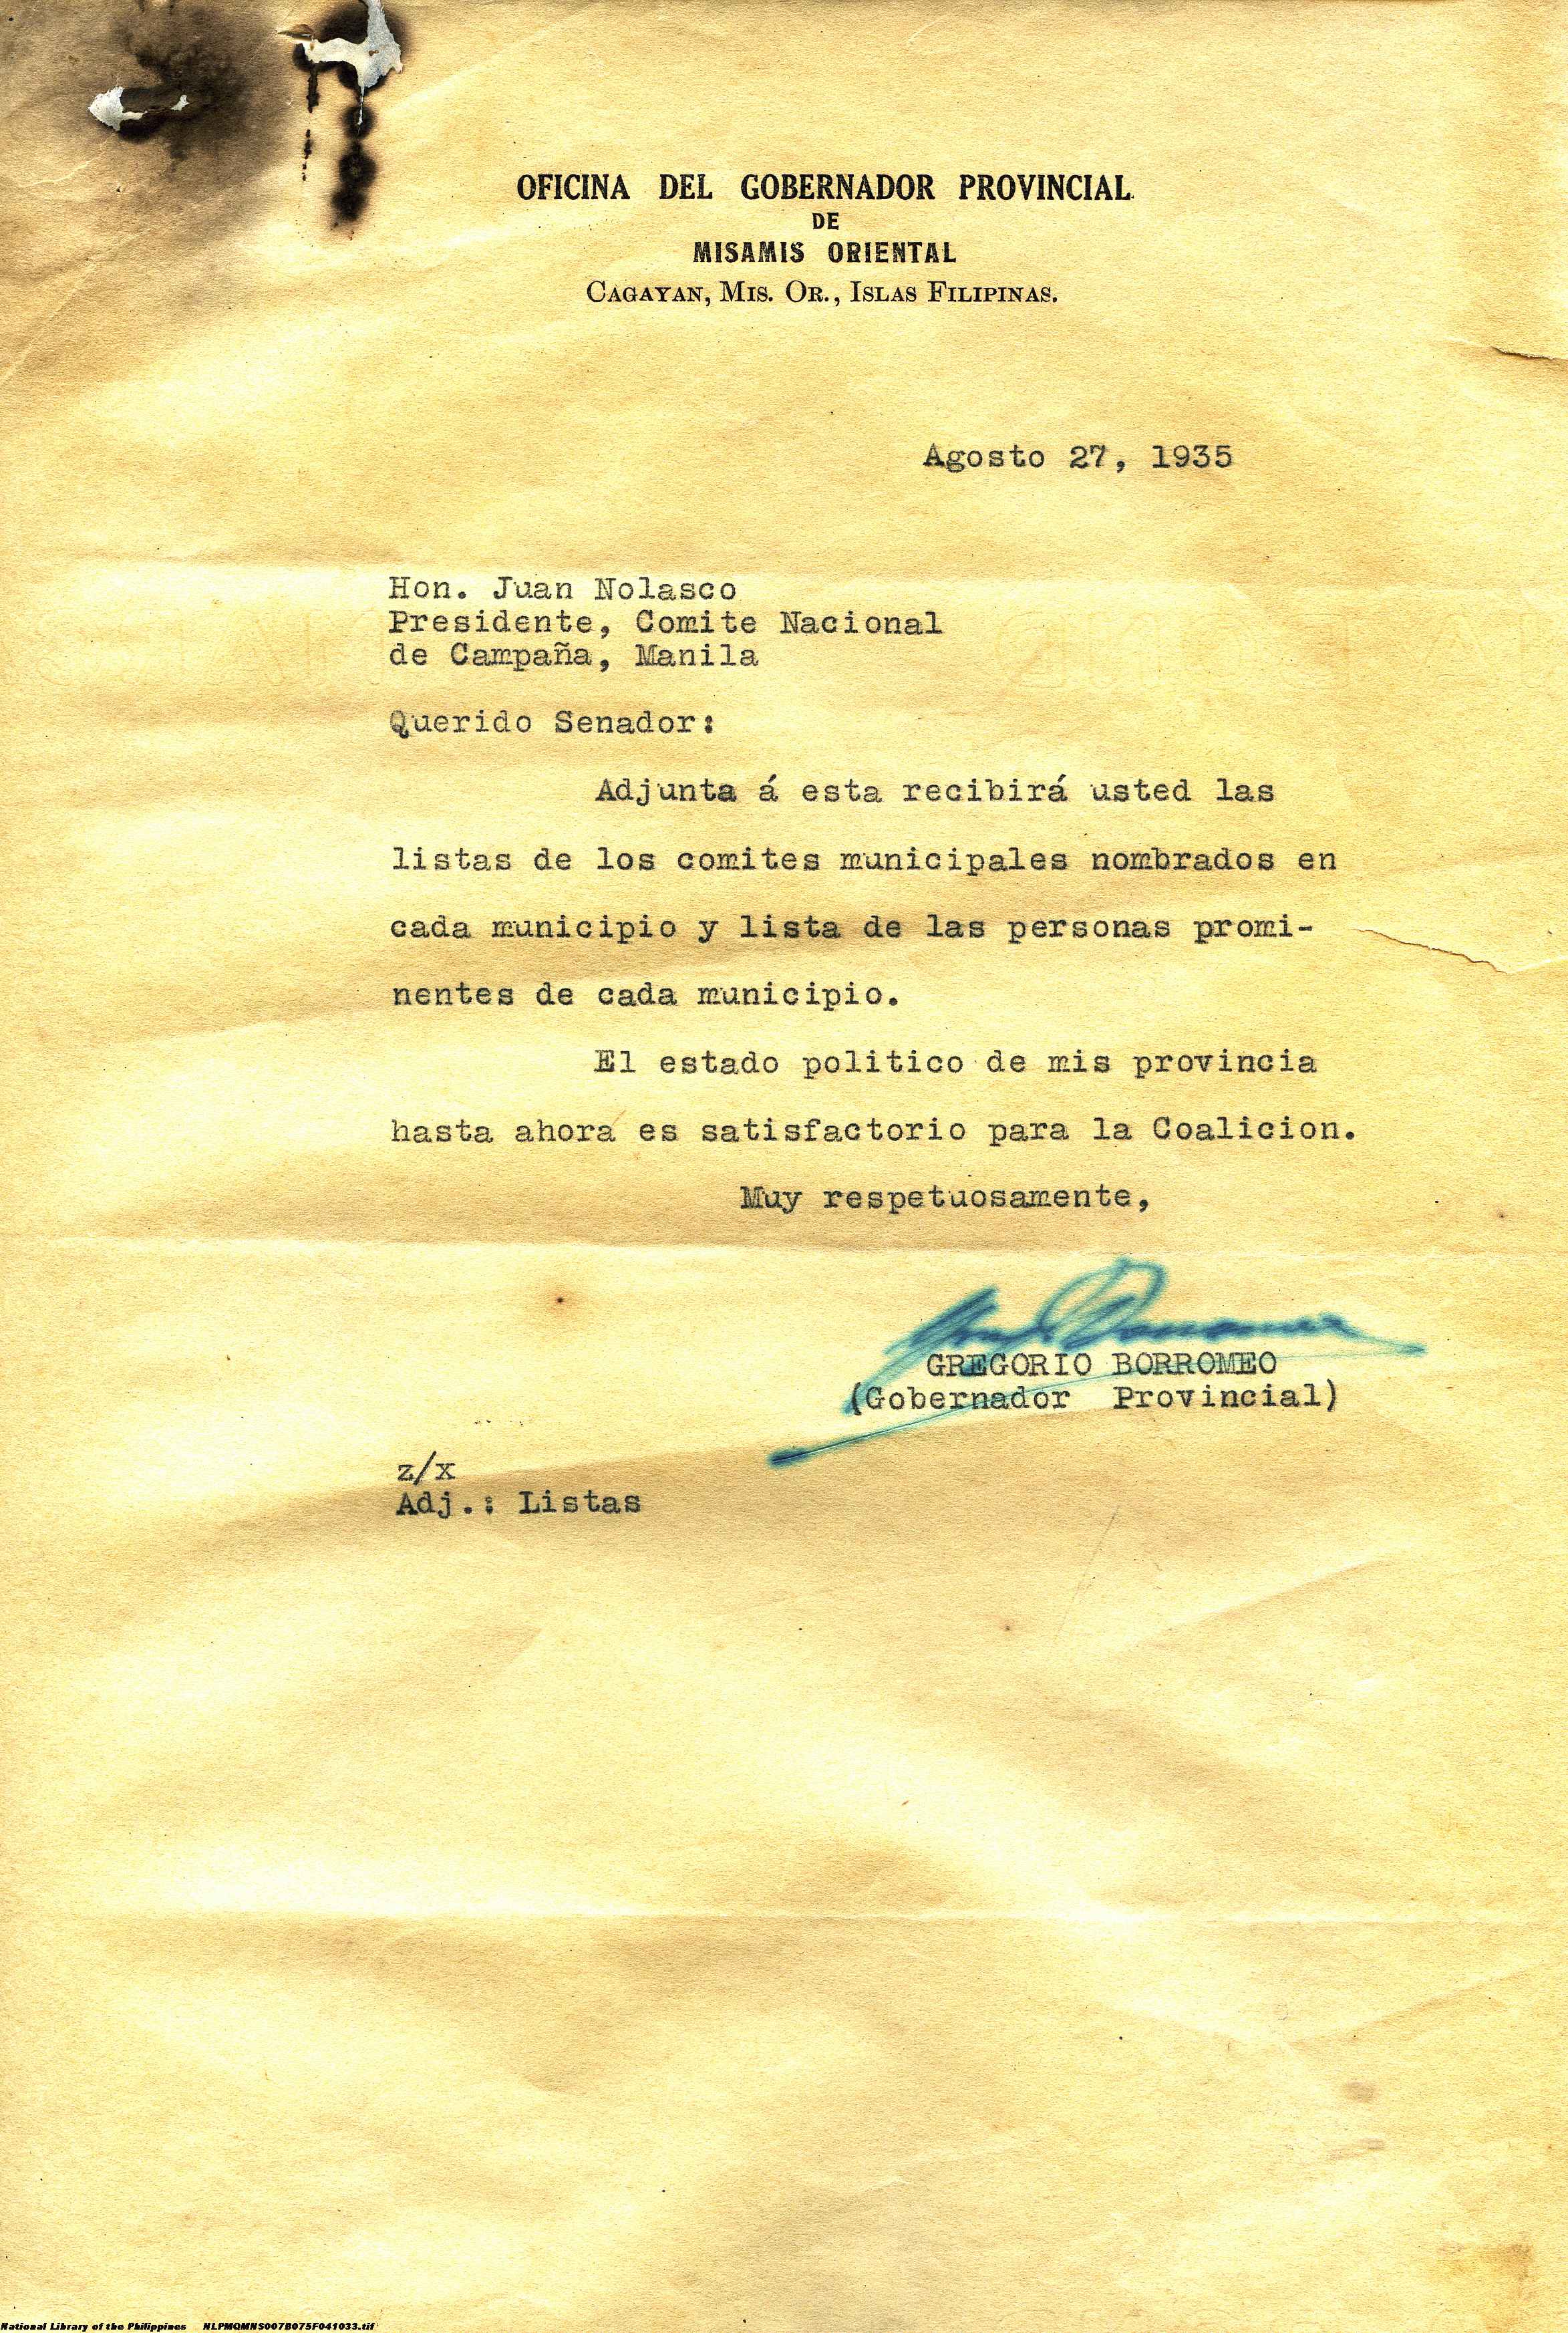 OFICINA DEL GOBERNADOR PROVINCIAL
DE
MISAMIS ORIENTAL
CAGAYAN, MIS. OR., ISLAS FILIPINAS.
Agosto 27, 1935
Hon. Juan Nolasco
Presidente, Comite Nacional
de Campaña, Manila
Querido Senador:
Adjunta á esta recibirá usted las
listas de los comites municipales nombrados en
cada municipio y lista de las personas promi-
nentes de cada municipio.
El estado politico de mis provincia
hasta ahora es satisfactorio para la Coalicion.
Muy respetuosamente,
GREGORIO BORROMEO
(Gobernador Provincial)
z/x
Adj.: Listas
National Library of the Philippines NLPMQMNS007B075F041033.tif